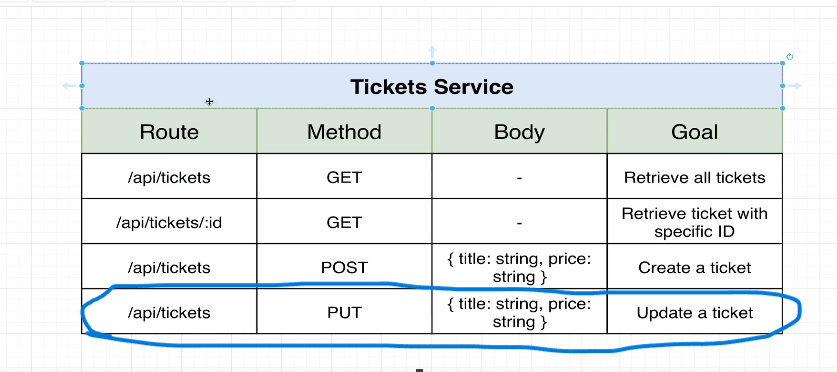 Tickets Service
Route Method Body Goal
/api/tickets GET - Retrieve all tickets
/api/tickets/:id GET - Retrieve ticket with
specific ID
/api/tickets POST { title: string, price:
string } Create a ticket
/api/tickets PUT { title: string, price:
string } Update a ticket